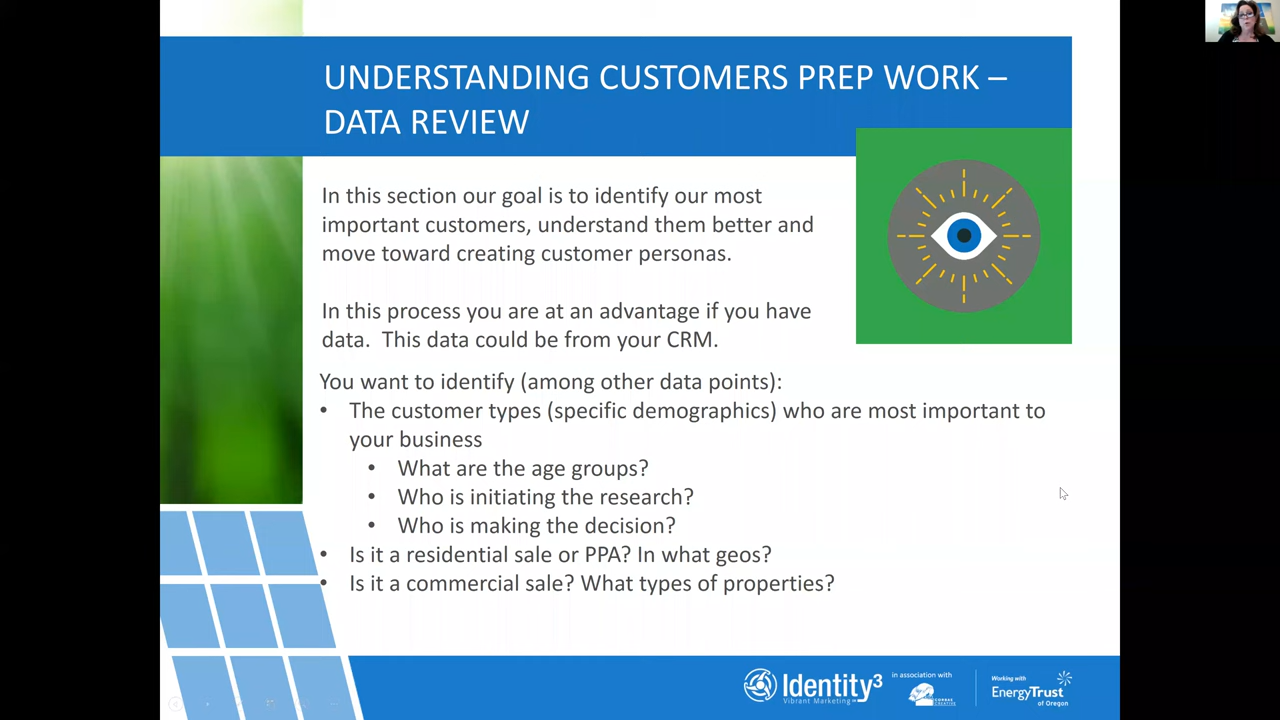 UNDERSTANDING CUSTOMERS PREP WORK –
DATA REVIEW
In this section our goal is to identify our most
important customers, understand them better and
move toward creating customer personas.
In this process you are at an advantage if you have
data.  This data could be from your CRM.
You want to identify (among other data points):
• The customer types (specific demographics) who are most important to
your business
• What are the age groups?
• Who is initiating the research?
• Who is making the decision?
• Is it a residential sale or PPA? In what geos?
• Is it a commercial sale? What types of properties?
Identity3
Vibrant Marketing
in association with
Working with
EnergyTrust
of Oregon